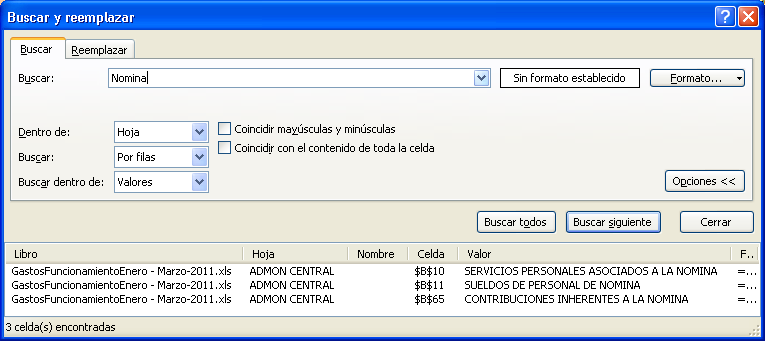 Buscar y reemplazar
Buscar Reemplazar
Buscar: Nomina Sin formato establecido Formato...
Dentro de: Hoja Coincidir mayúsculas y minúsculas
Coincidir con el contenido de toda la celda
Buscar: Por filas
Buscar dentro de: Valores
Opciones <<
Buscar todos Buscar siguiente Cerrar
Libro Hoja Nombre Celda Valor F...
GastosFuncionamientoEnero - Marzo-2011.xls ADMON CENTRAL $B$10 SERVICIOS PERSONALES ASOCIADOS A LA NOMINA =...
GastosFuncionamientoEnero - Marzo-2011.xls ADMON CENTRAL $B$11 SUELDOS DE PERSONAL DE NOMINA =...
GastosFuncionamientoEnero - Marzo-2011.xls ADMON CENTRAL $B$65 CONTRIBUCIONES INHERENTES A LA NOMINA =...
3 celda(s) encontradas